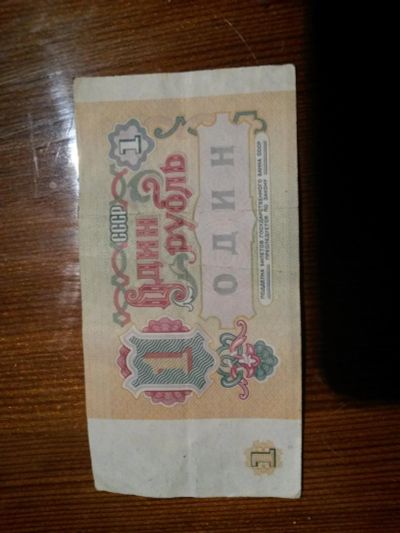 СССР
1
1
Один
рубль
ОДИН
ПОДДЕЛКА БИЛЕТОВ ГОСУДАРСТВЕННОГО БАНКА СССР
ПРЕСЛЕДУЕТСЯ ПО ЗАКОНУ
1